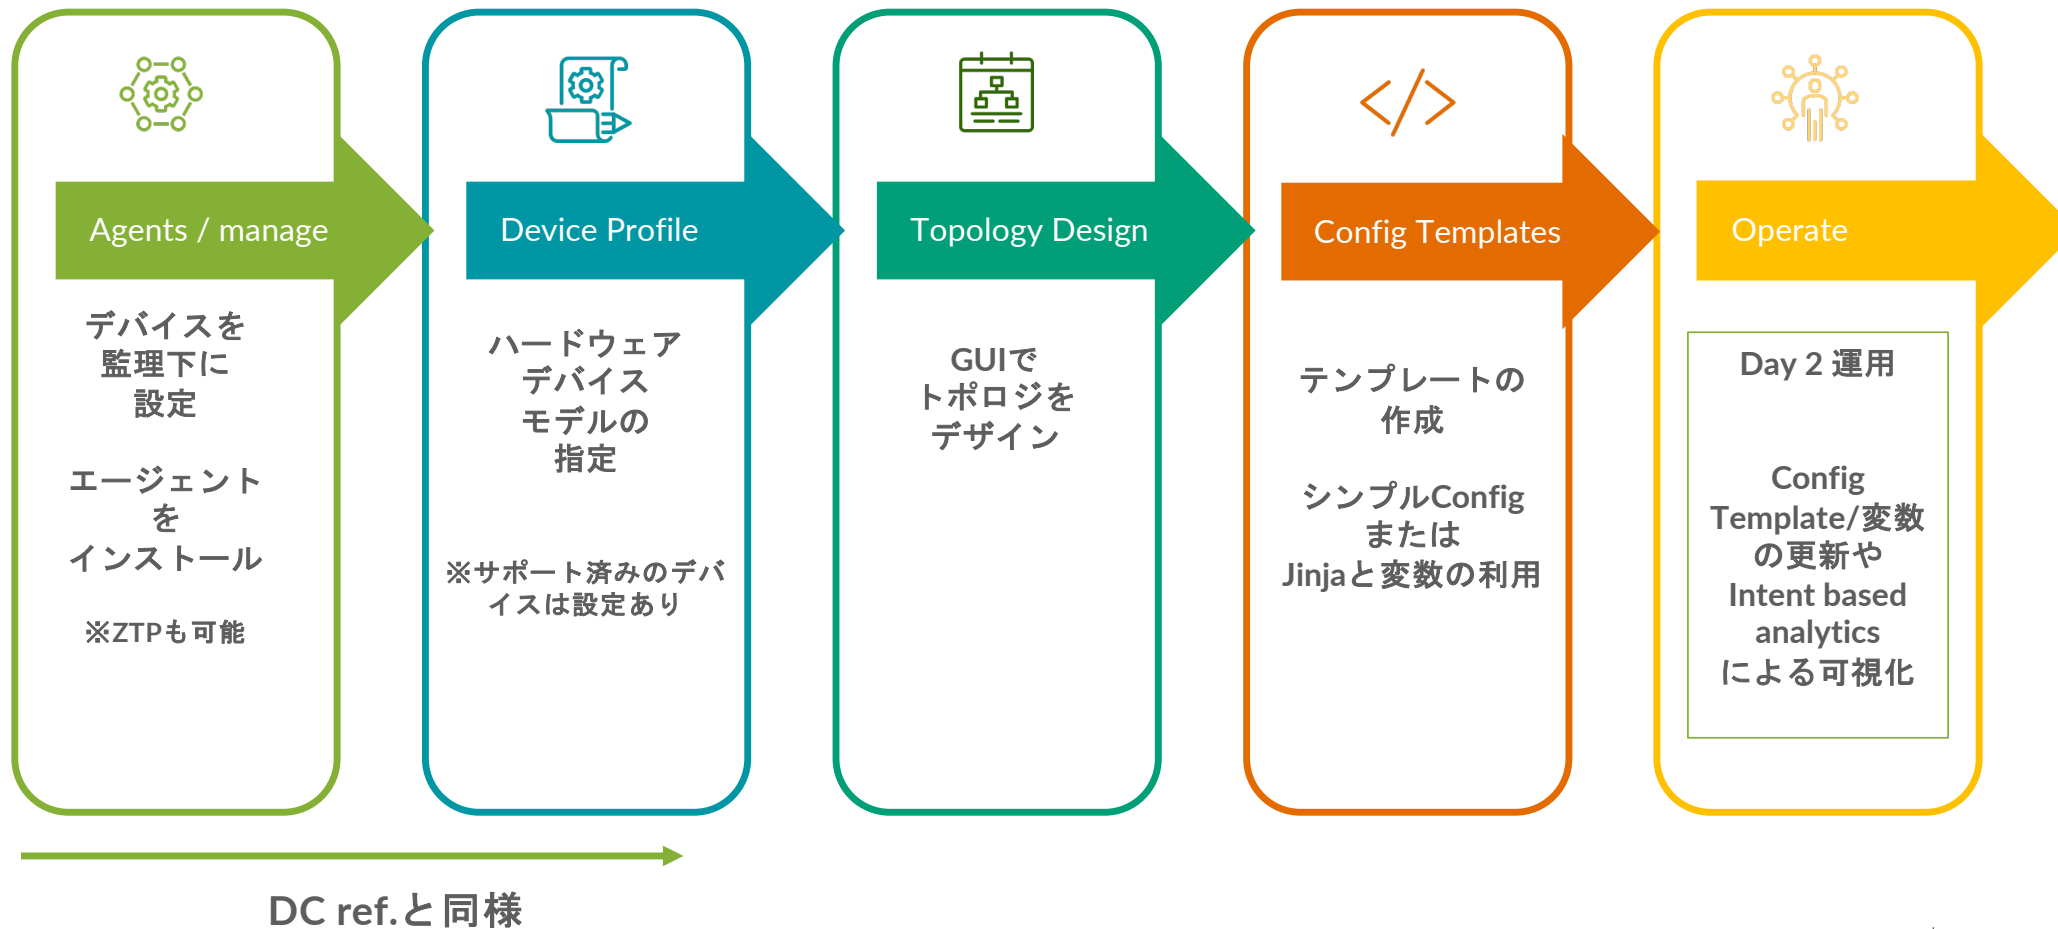 Agents / manage
デバイスを
監理下に
設定
エージェント
を
インストール
※ZTPも可能
Device Profile
ハードウェア
デバイス
モデルの
指定
※サポート済みのデバ
イスは設定あり
Topology Design
GUIで
トポロジを
デザイン
Config Templates
テンプレートの
作成
シンプルConfig
または
Jinjaと変数の利用
Operate
Day 2 運用
Config
Template/変数
の更新や
Intent based
analytics
による可視化
DC ref.と同様